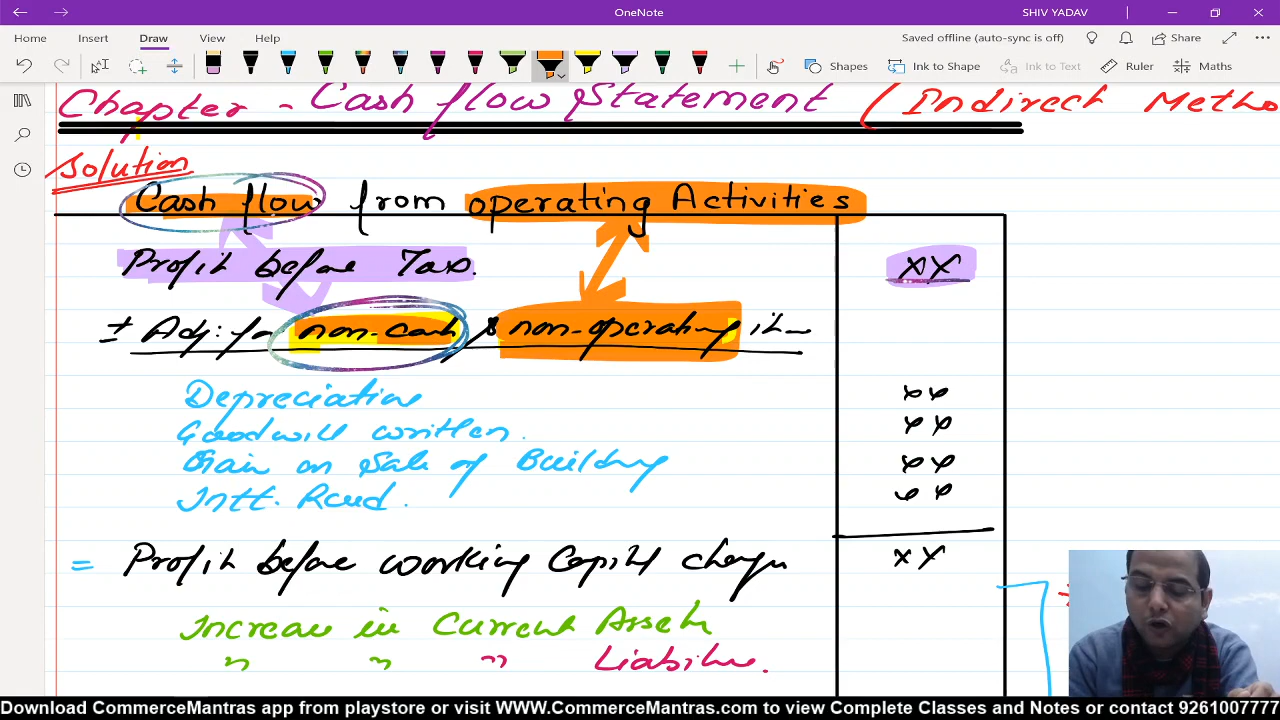 OneNote
SHIV YADAV
Home Insert Draw View Help
Saved offline (auto-sync is off) Share
Shapes Ink to Shape Ink to Text Ruler Maths
Chapter - Cash flow Statement (Indirect Metho
Solution
Cash flow from operating Activities
Profit before Tax. XX
± Adj: for non-cash & non-operating item
Depreciation xx
Goodwill written. xx
Gain on Sale of Building xx
Intt. Recd. xx
= Profit before working Capital change xx
Increase in Current Assets
" " " Liabilities.
Download CommerceMantras app from playstore or visit WWW.CommerceMantras.com to view Complete Classes and Notes or contact 9261007777